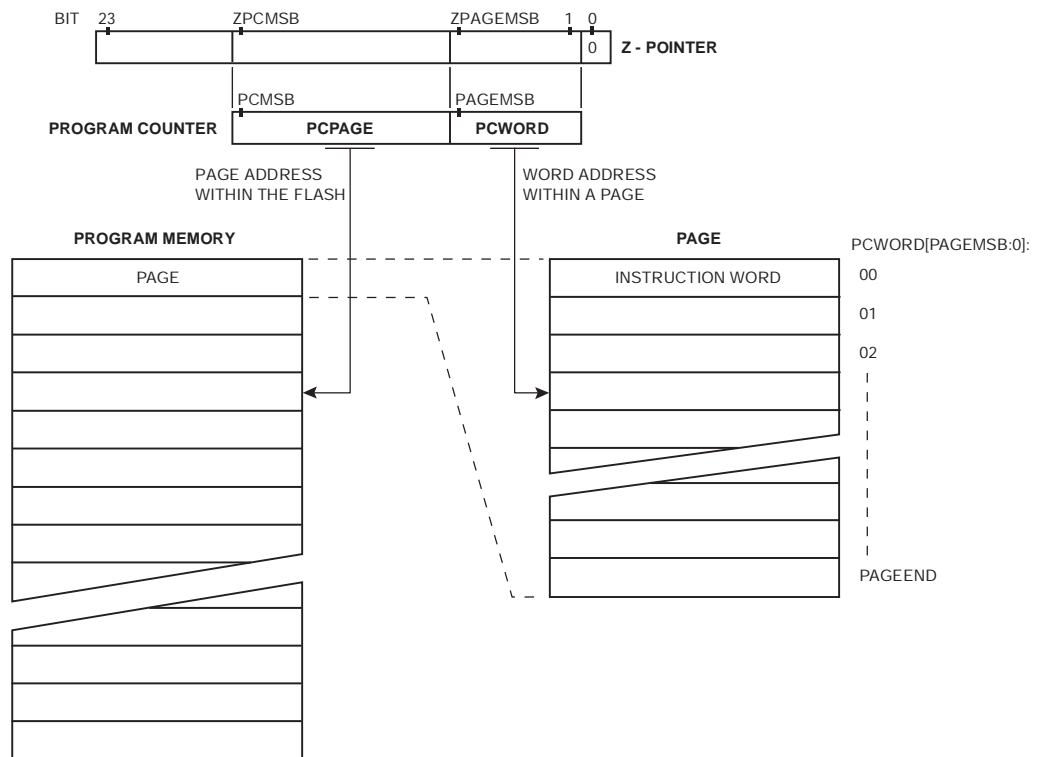 BIT 23 ZPCMSB ZPAGEMSB 1 0
0 Z - POINTER
PCMSB PAGEMSB
PROGRAM COUNTER PCPAGE PCWORD
PAGE ADDRESS
WITHIN THE FLASH
WORD ADDRESS
WITHIN A PAGE
PROGRAM MEMORY
PAGE
PAGE
INSTRUCTION WORD
PCWORD[PAGEMSB:0]:
00
01
02
PAGEEND